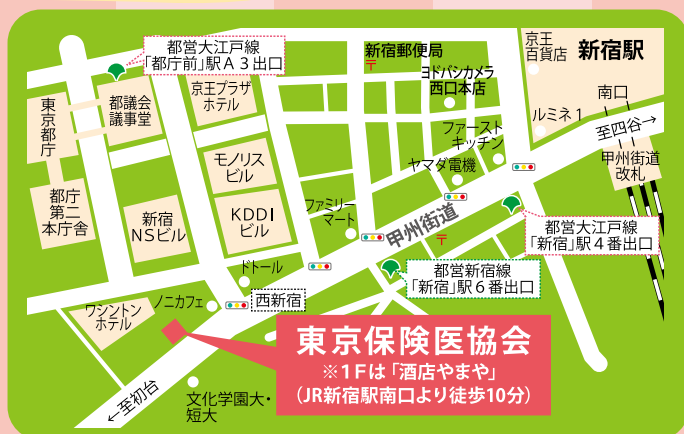 都営大江戸線
「都庁前」駅A3出口
新宿郵便局
〒
ヨドバシカメラ
西口本店
京王
百貨店
新宿駅
東京都庁
都議会
議事堂
京王プラザ
ホテル
ファースト
キッチン
ルミネ1
南口
至四谷→
甲州街道
改札
モノリス
ビル
ヤマダ電機
都庁
第二
本庁舎
新宿
NSビル
KDDI
ビル
ファミリー
マート
甲州街道
〒
都営大江戸線
「新宿」駅4番出口
ドトール
都営新宿線
「新宿」駅6番出口
ワシントン
ホテル
ノニカフェ
西新宿
東京保険医協会
※1Fは「酒店やまや」
(JR新宿駅南口より徒歩10分)
←至初台
文化学園大・
短大